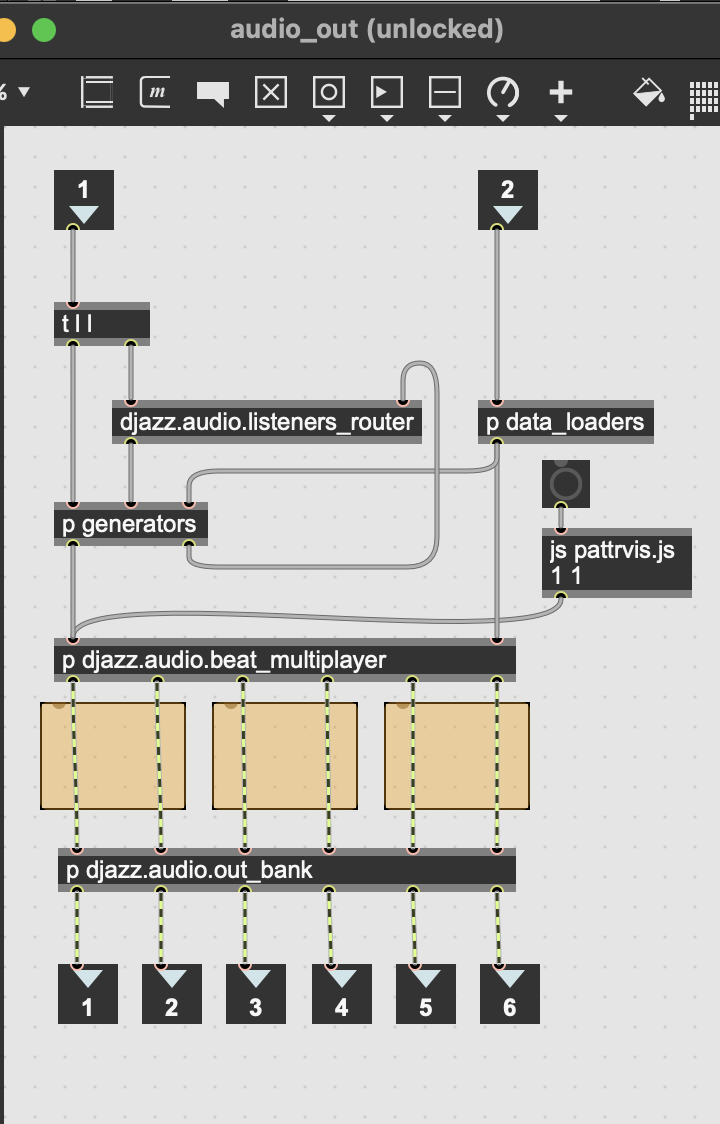 audio_out (unlocked)
%
m
1
2
t l l
djazz.audio.listeners_router
p data_loaders
p generators
js pattrvis.js
1 1
p djazz.audio.beat_multiplayer
p djazz.audio.out_bank
1
2
3
4
5
6